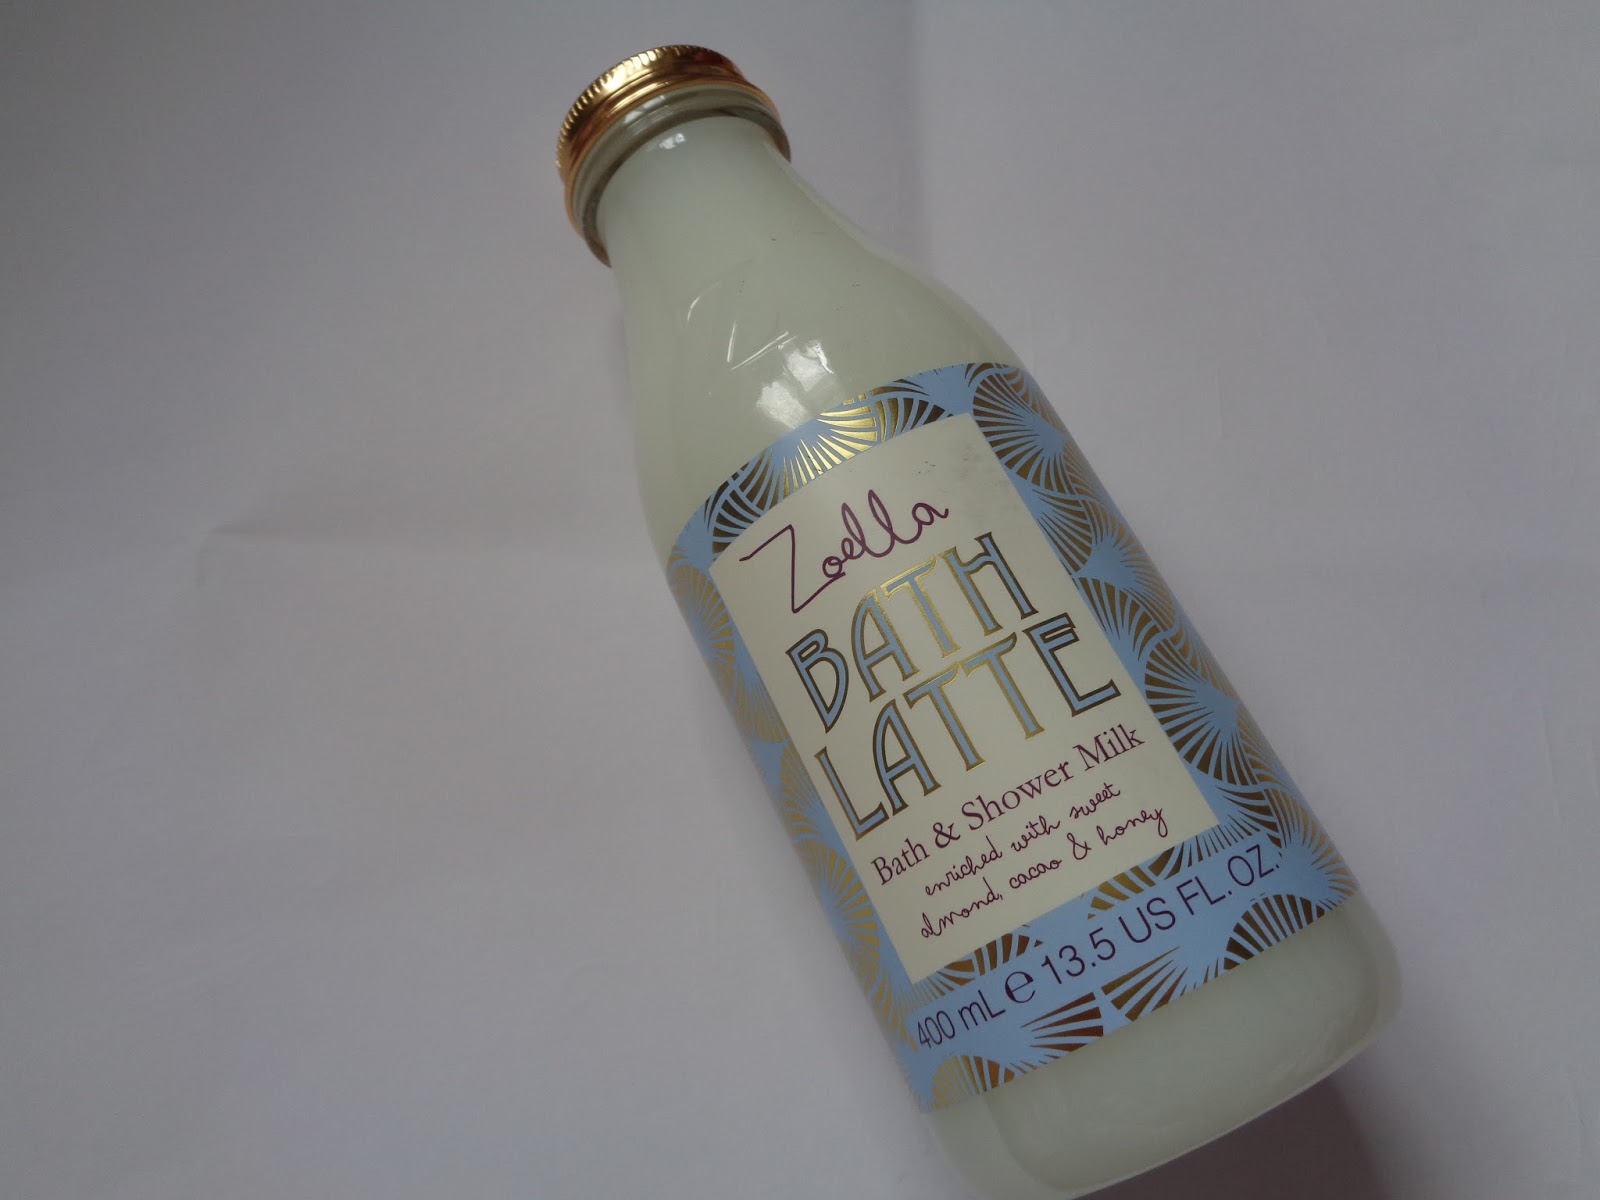 Zoella
BATH
LATTE
Bath & Shower Milk
enriched with sweet
almond, cacao & honey
400 mL ℮ 13.5 US FL. OZ.